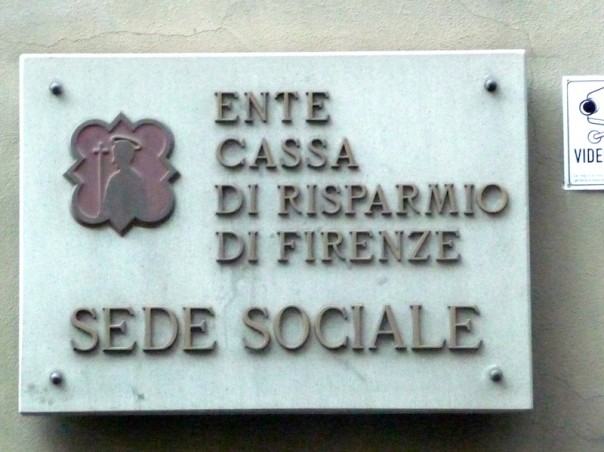 ENTE
CASSA
DI RISPARMIO
DI FIRENZE
SEDE SOCIALE
VIDE